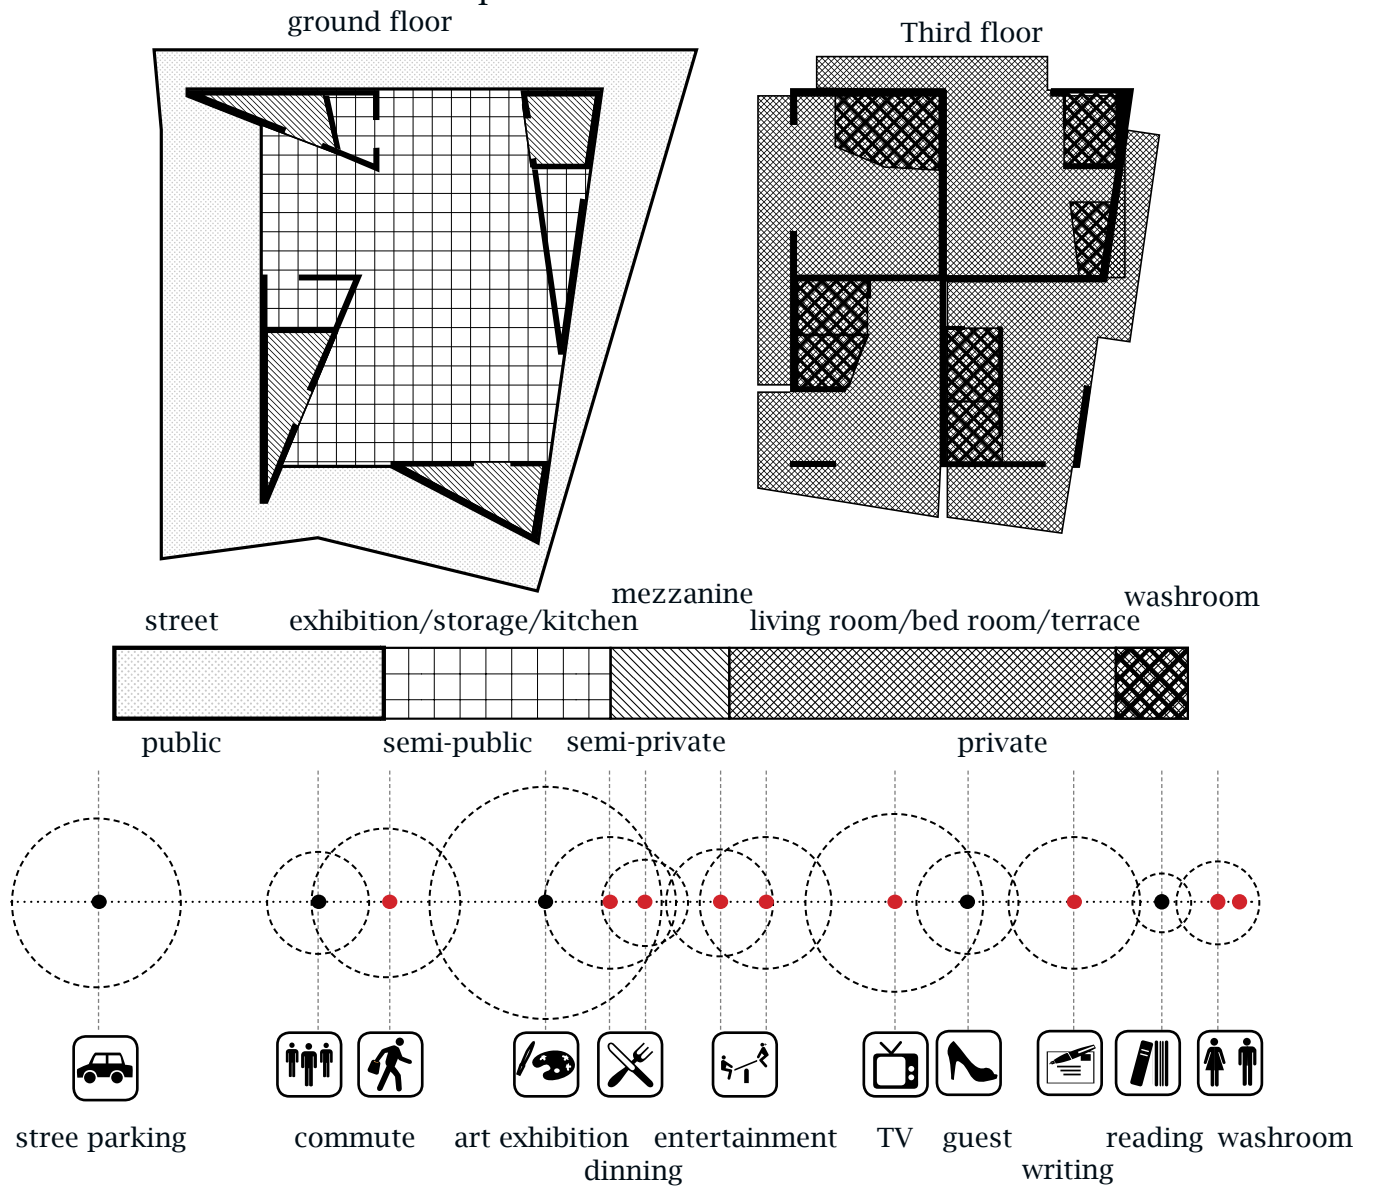 ground floor
Third floor
mezzanine
washroom
street
exhibition/storage/kitchen
living room/bed room/terrace
public
semi-public
semi-private
private
stree parking
commute
art exhibition
entertainment
TV
guest
reading
washroom
dinning
writing